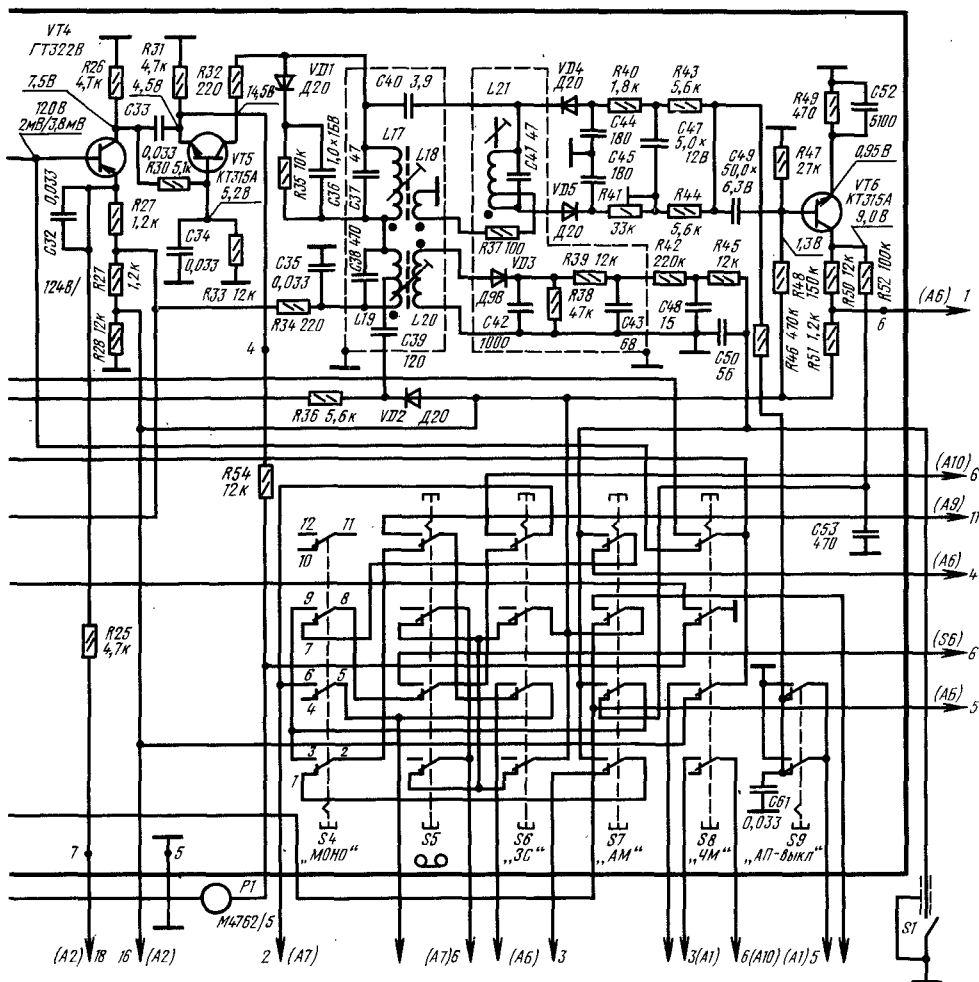 VT4
ГТ322В
R26
4,7к
7,5В
R31
4,7к
4,5В
C33
0,033
R32
220
14,5В
12,0В
2мВ/3,8мВ
R30 5,1к
VT5
КТ315А
5,2В
C32
0,033
R27
1,2к
R27
1,2к
R28 12к
C34
0,033
R33 12к
VD1
Д20
R35 10к
C36
1,0×16В
C35
0,033
R34 220
C40 3,9
C37
47
L17
L18
C38 470
L19
L20
C39
120
L21
C41 47
R37 100
VD3
Д9В
C42
1000
R39 12к
R38
47к
C43
68
VD4
Д20
C44
180
C45
180
VD5
Д20
R40
1,8к
R41
33к
R43
5,6к
C47
5,0×
12В
R44
5,6к
R42
220к
R45
12к
C48
15
C50
56
C49
50,0×
6,3В
R47
27к
R49
470
C52
5100
0,95В
VT6
КТ315А
9,0В
1,3В
R46 470к
R48
150к
R50 12к
R51 1,2к
R52 100к
(А6) 1
6
4
R36 5,6к
VD2
Д20
R54
12к
(А10) 6
(А9) 11
C53
470
(А6) 4
(S6) 6
(А6) 5
R25
4,7к
12
11
10
9
8
7
6
5
4
3
2
1
C61
0,033
S4
„МОНО“
S5
S6
„ЗС“
S7
„АМ“
S8
„ЧМ“
S9
„АП-выкл“
7
5
P1
М4762/5
S1
(А2) 18
16 (А2)
2 (А7)
(А7) 6
(А6) 3
3(А1)
6(А10)
(А1) 5